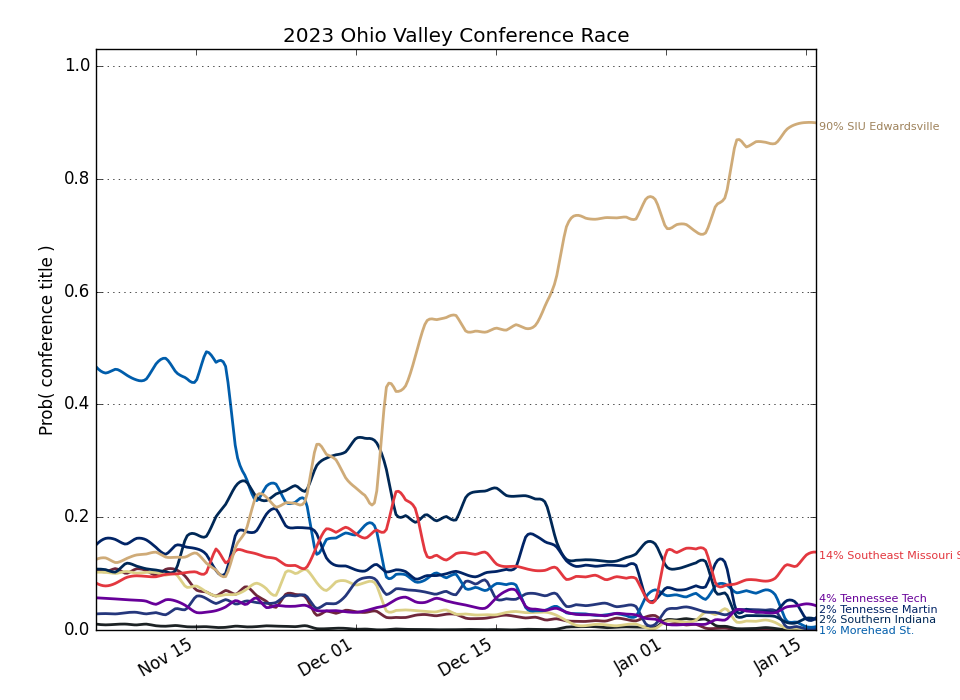 2023 Ohio Valley Conference Race
Prob( conference title )
1.0
0.8
0.6
0.4
0.2
0.0
Nov 15
Dec 01
Dec 15
Jan 01
Jan 15
90% SIU Edwardsville
14% Southeast Missouri S
4% Tennessee Tech
2% Tennessee Martin
2% Southern Indiana
1% Morehead St.